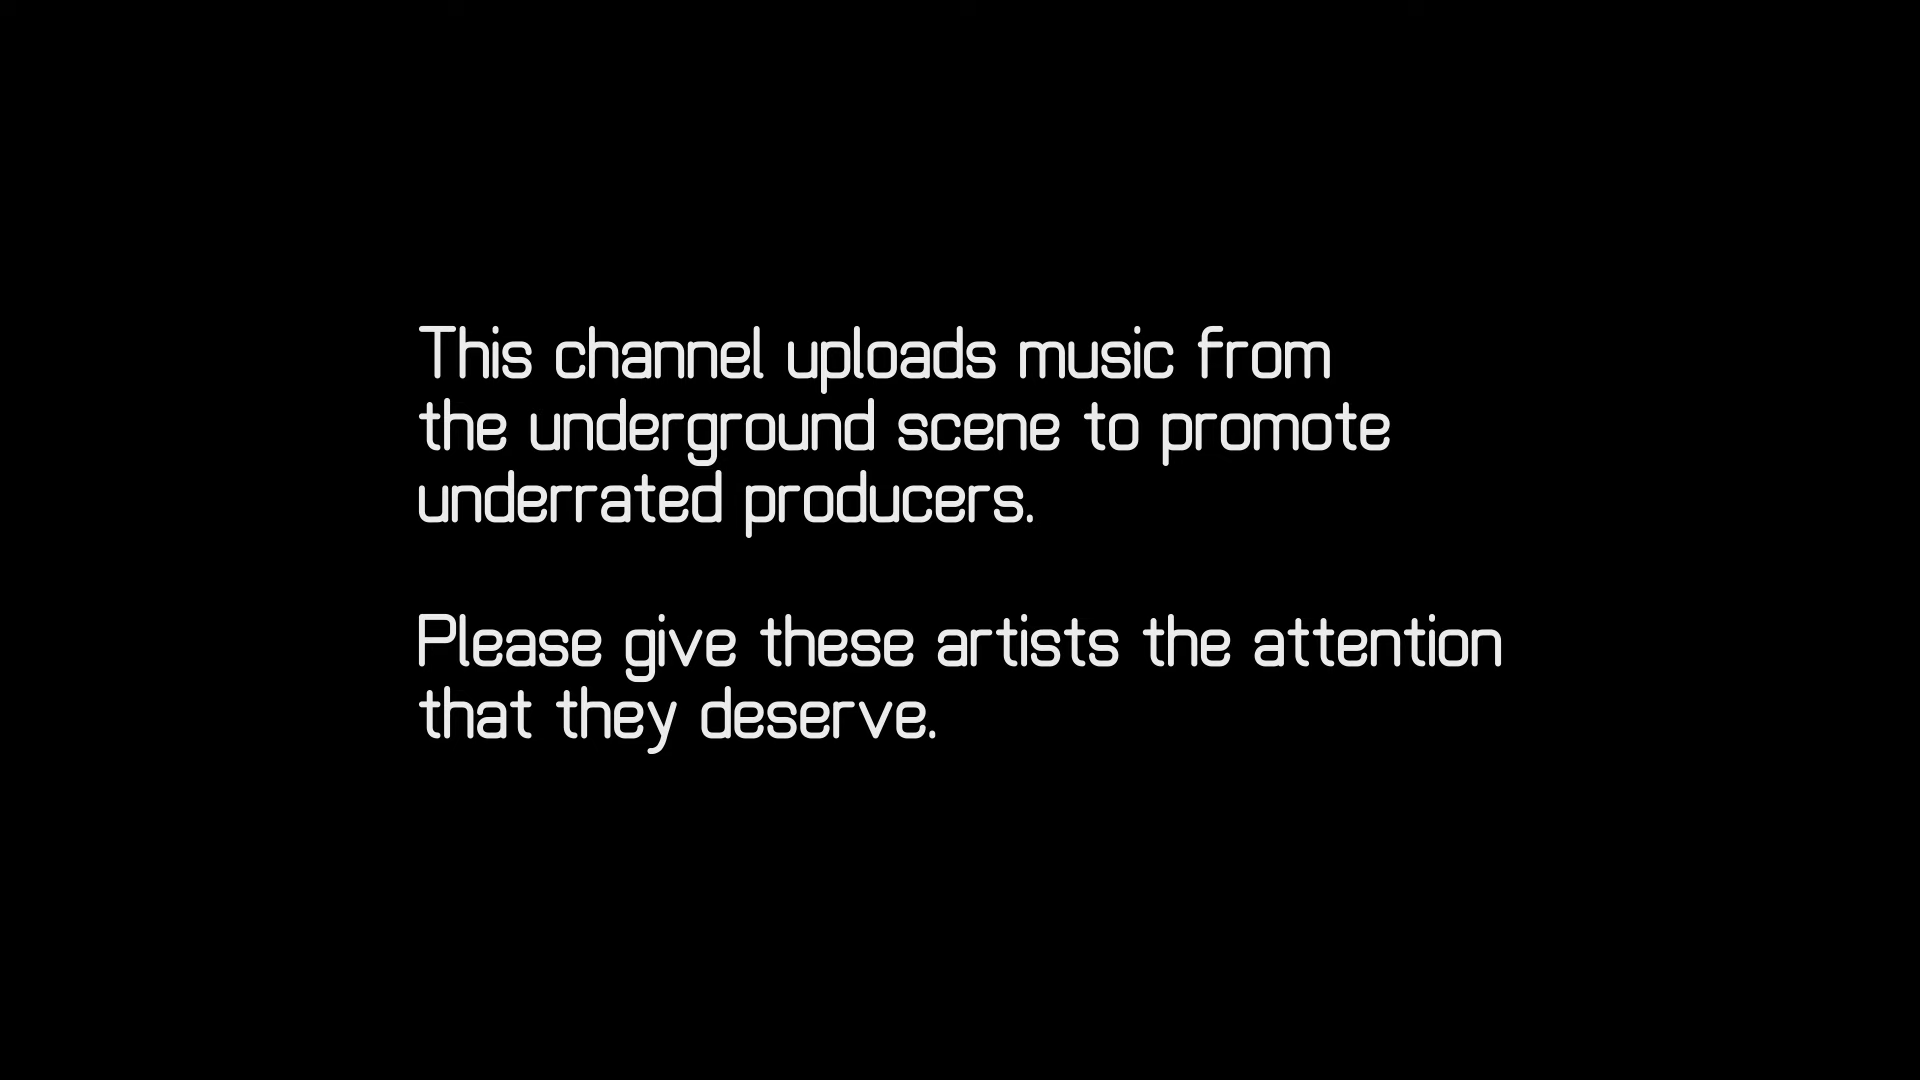 This channel uploads music from
the underground scene to promote
underrated producers.
Please give these artists the attention
that they deserve.